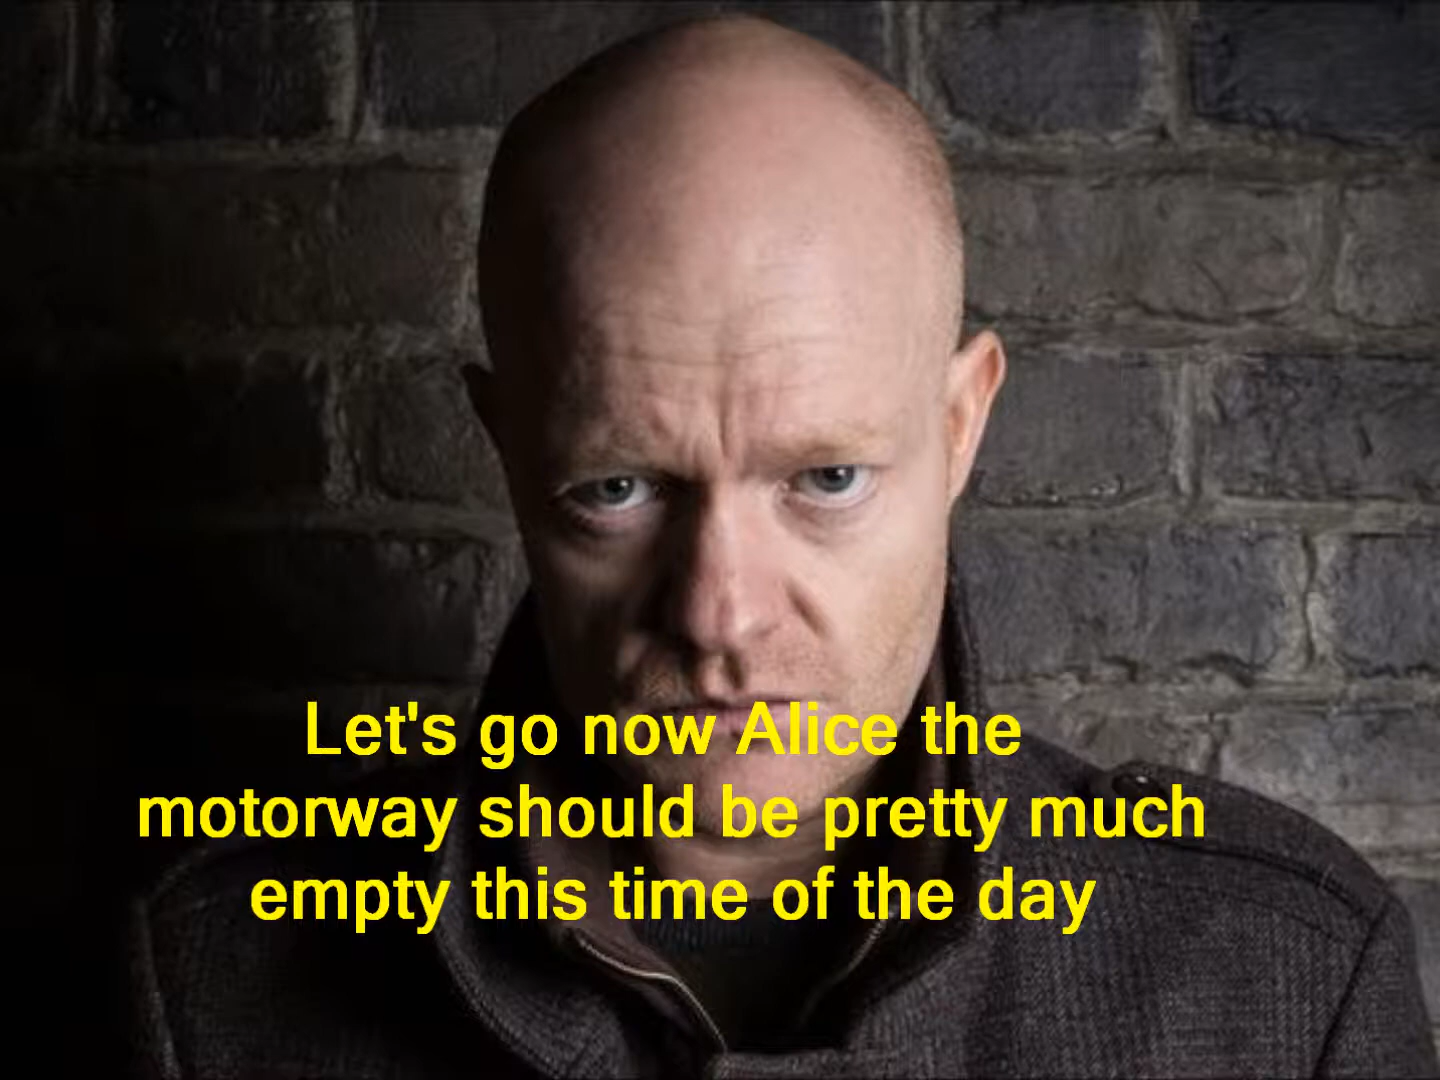 Let's go now Alice the
motorway should be pretty much
empty this time of the day